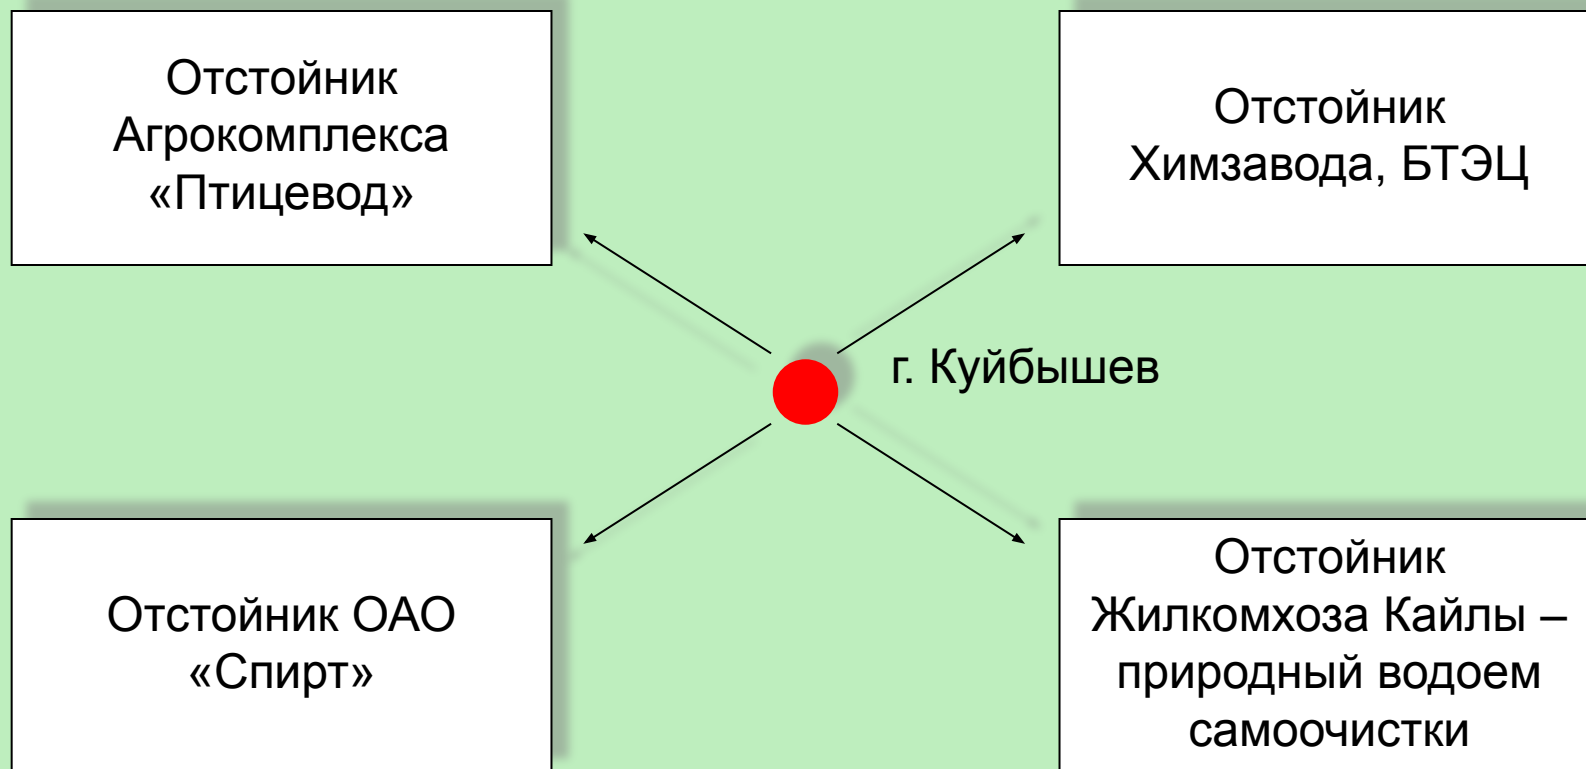 Отстойник
Агрокомплекса
«Птицевод»
Отстойник
Химзавода, БТЭЦ
г. Куйбышев
Отстойник ОАО
«Спирт»
Отстойник
Жилкомхоза Кайлы –
природный водоем
самоочистки